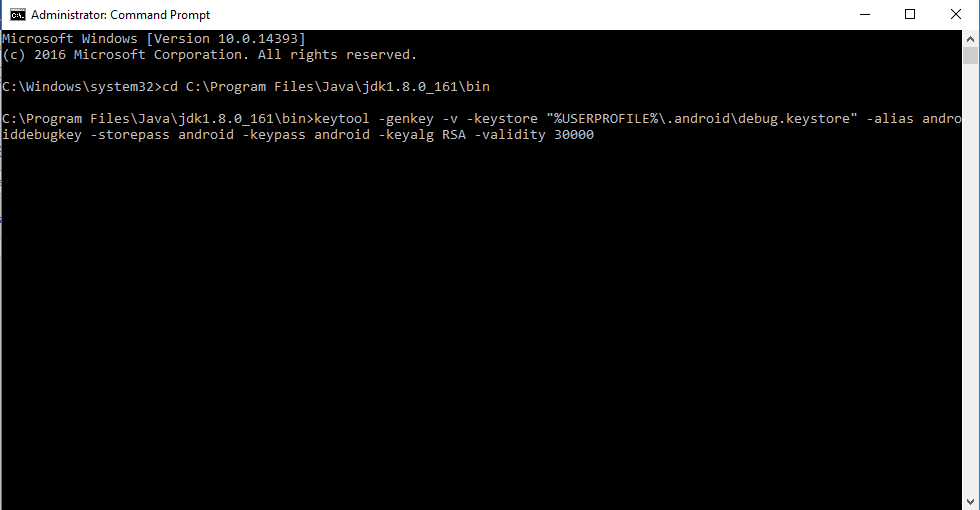 Administrator: Command Prompt
Microsoft Windows [Version 10.0.14393]
(c) 2016 Microsoft Corporation. All rights reserved.
C:\Windows\system32>cd C:\Program Files\Java\jdk1.8.0_161\bin
C:\Program Files\Java\jdk1.8.0_161\bin>keytool -genkey -v -keystore "%USERPROFILE%\.android\debug.keystore" -alias andro
iddebugkey -storepass android -keypass android -keyalg RSA -validity 30000